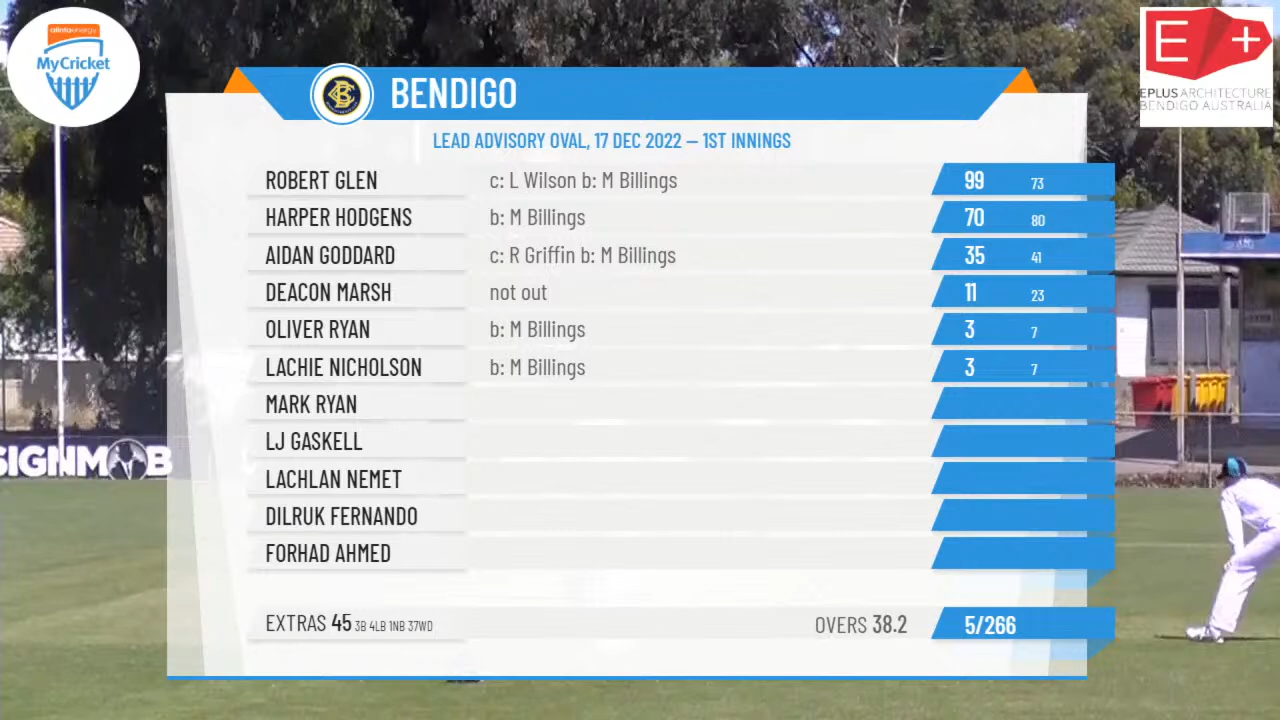 alintaenergy
MyCricket
E+
EPLUS ARCHITECTURE
BENDIGO AUSTRALIA
BENDIGO
LEAD ADVISORY OVAL, 17 DEC 2022 – 1ST INNINGS
ROBERT GLEN c: L Wilson b: M Billings 99 73
HARPER HODGENS b: M Billings 70 80
AIDAN GODDARD c: R Griffin b: M Billings 35 41
DEACON MARSH not out 11 23
OLIVER RYAN b: M Billings 3 7
LACHIE NICHOLSON b: M Billings 3 7
MARK RYAN
LJ GASKELL
LACHLAN NEMET
DILRUK FERNANDO
FORHAD AHMED
EXTRAS 45 3B 4LB 1NB 37WD OVERS 38.2 5/266
SIGNMOB